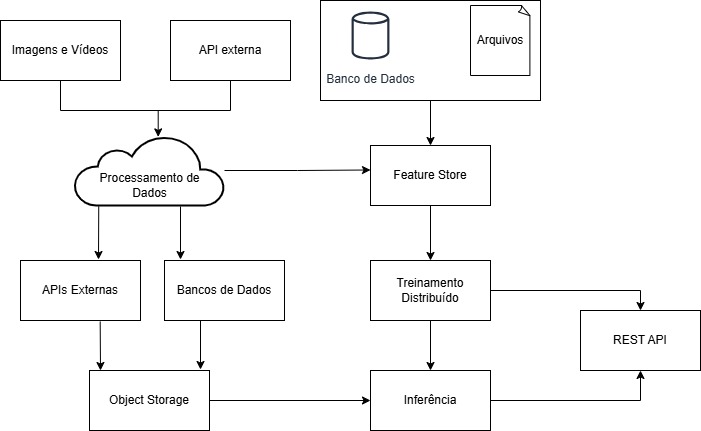 Imagens e Vídeos
API externa
Banco de Dados
Arquivos
Processamento de
Dados
Feature Store
APIs Externas
Bancos de Dados
Treinamento
Distribuído
REST API
Object Storage
Inferência